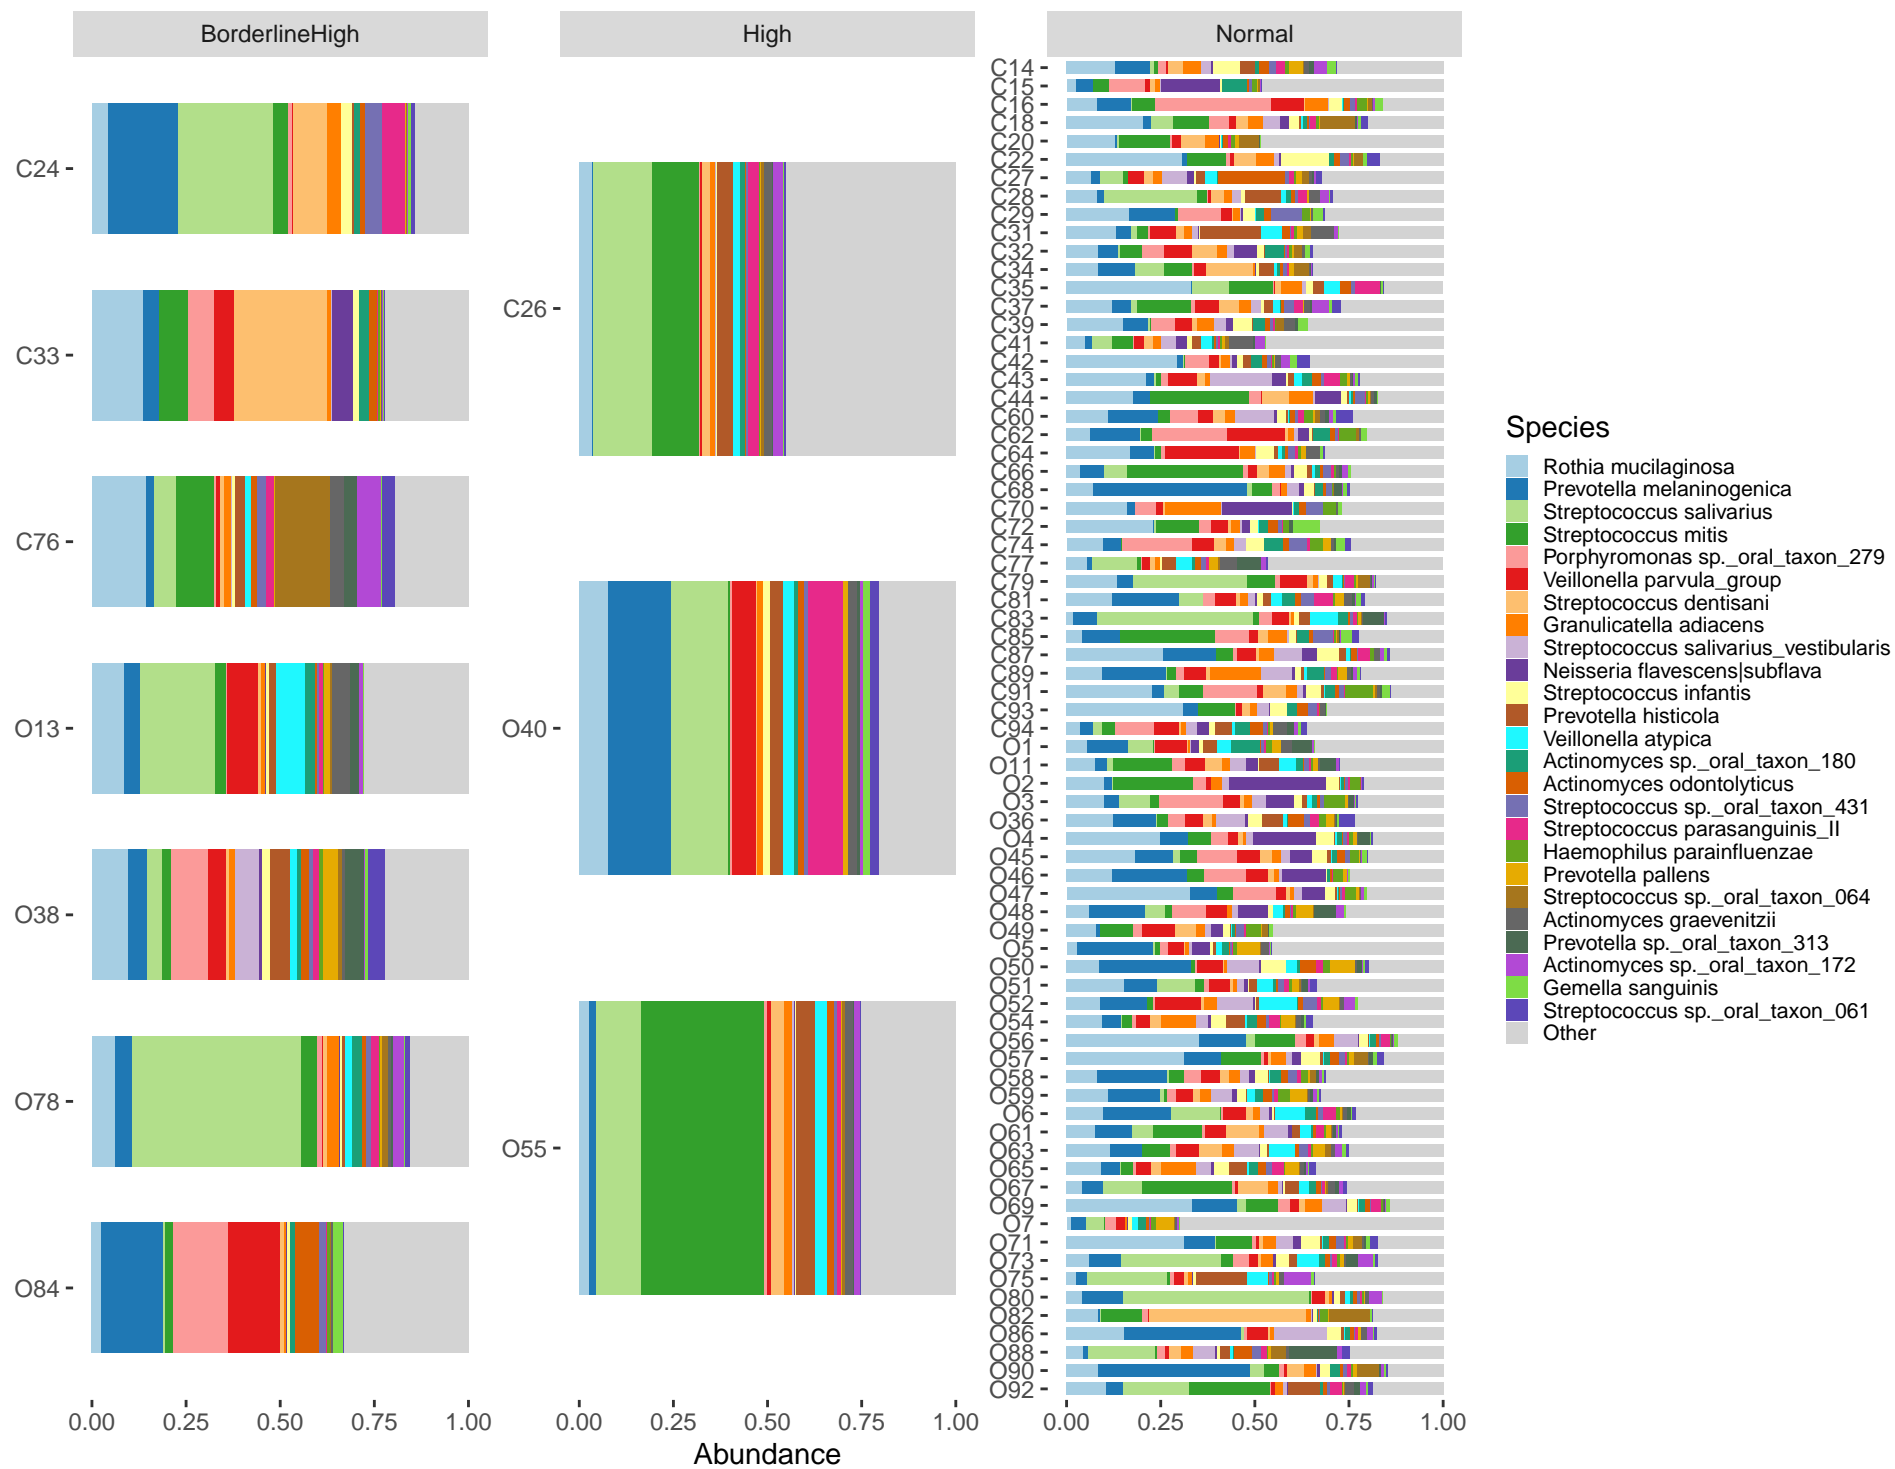 BorderlineHigh
High
Normal
C24
C33
C76
O13
O38
O78
O84
C26
O40
O55
C14
C15
C16
C18
C20
C22
C27
C28
C29
C31
C32
C34
C35
C37
C39
C41
C42
C43
C44
C60
C62
C64
C66
C68
C70
C72
C74
C77
C79
C81
C83
C85
C87
C89
C91
C93
C94
O1
O11
O2
O3
O36
O4
O45
O46
O47
O48
O49
O5
O50
O51
O52
O54
O56
O57
O58
O59
O6
O61
O63
O65
O67
O69
O7
O71
O73
O75
O80
O82
O86
O88
O90
O92
0.00 0.25 0.50 0.75 1.00
0.00 0.25 0.50 0.75 1.00
0.00 0.25 0.50 0.75 1.00
Abundance
Species
Rothia mucilaginosa
Prevotella melaninogenica
Streptococcus salivarius
Streptococcus mitis
Porphyromonas sp._oral_taxon_279
Veillonella parvula_group
Streptococcus dentisani
Granulicatella adiacens
Streptococcus salivarius_vestibularis
Neisseria flavescens|subflava
Streptococcus infantis
Prevotella histicola
Veillonella atypica
Actinomyces sp._oral_taxon_180
Actinomyces odontolyticus
Streptococcus sp._oral_taxon_431
Streptococcus parasanguinis_II
Haemophilus parainfluenzae
Prevotella pallens
Streptococcus sp._oral_taxon_064
Actinomyces graevenitzii
Prevotella sp._oral_taxon_313
Actinomyces sp._oral_taxon_172
Gemella sanguinis
Streptococcus sp._oral_taxon_061
Other